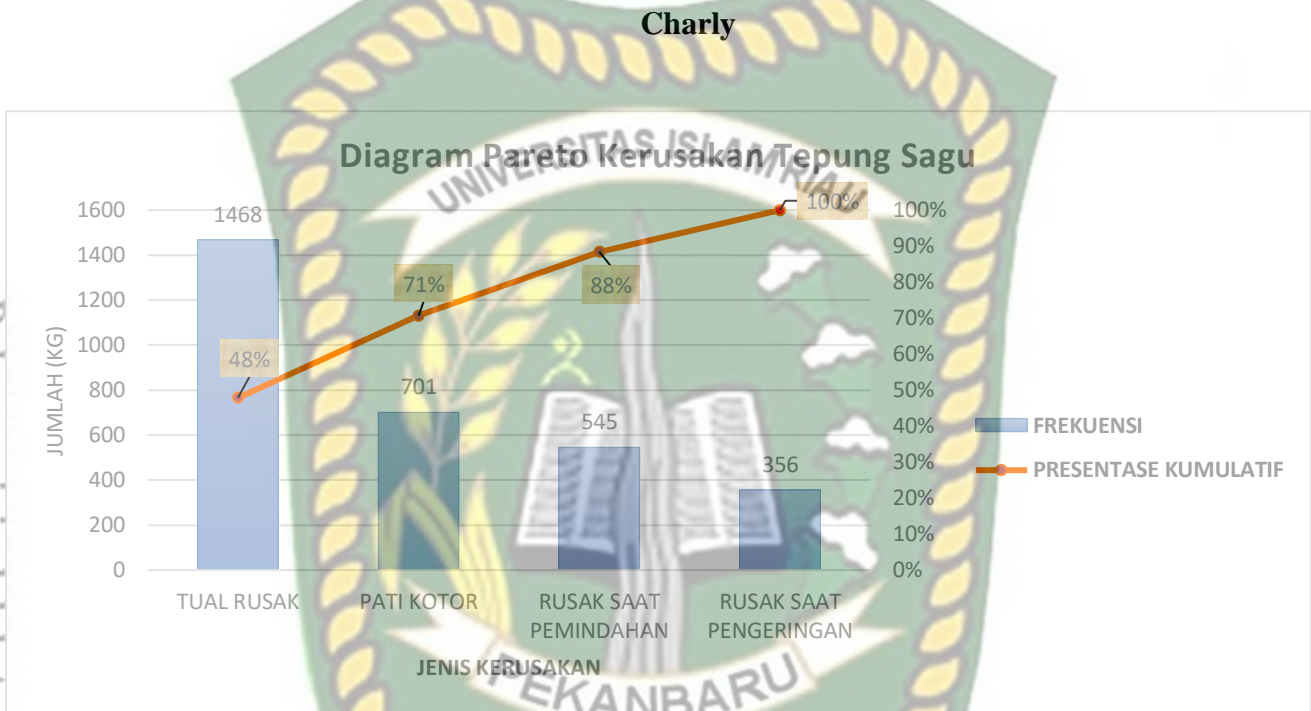 Charly
Diagram Pareto Kerusakan Tepung Sagu
UNIVERSITAS ISLAM RIAU
1600
1400
1200
1000
800
600
400
200
0
JUMLAH (KG)
1468
701
545
356
48%
71%
88%
100%
100%
90%
80%
70%
60%
50%
40%
30%
20%
10%
0%
TUAL RUSAK
PATI KOTOR
RUSAK SAAT
PEMINDAHAN
RUSAK SAAT
PENGERINGAN
JENIS KERUSAKAN
FREKUENSI
PRESENTASE KUMULATIF
PEKANBARU